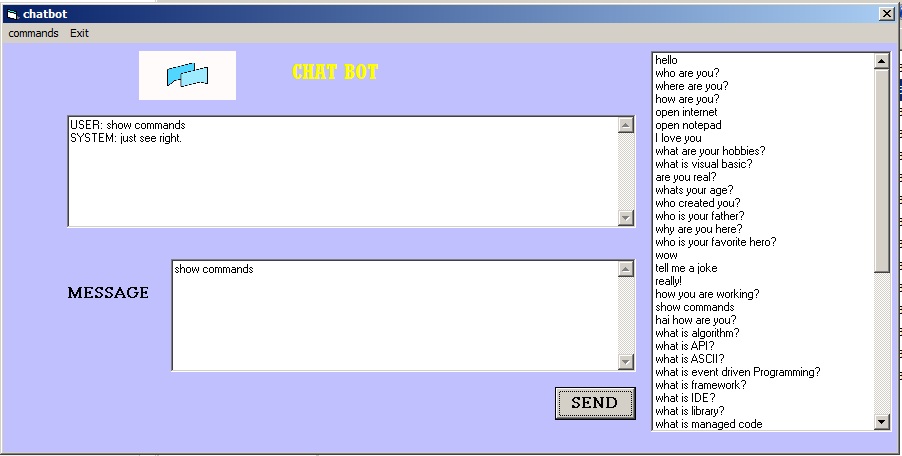 chatbot
commands Exit
CHAT BOT
USER: show commands
SYSTEM: just see right.
MESSAGE
show commands
SEND
hello
who are you?
where are you?
how are you?
open internet
open notepad
I love you
what are your hobbies?
what is visual basic?
are you real?
whats your age?
who created you?
who is your father?
why are you here?
who is your favorite hero?
wow
tell me a joke
really!
how you are working?
show commands
hai how are you?
what is algorithm?
what is API?
what is ASCII?
what is event driven Programming?
what is framework?
what is IDE?
what is library?
what is managed code